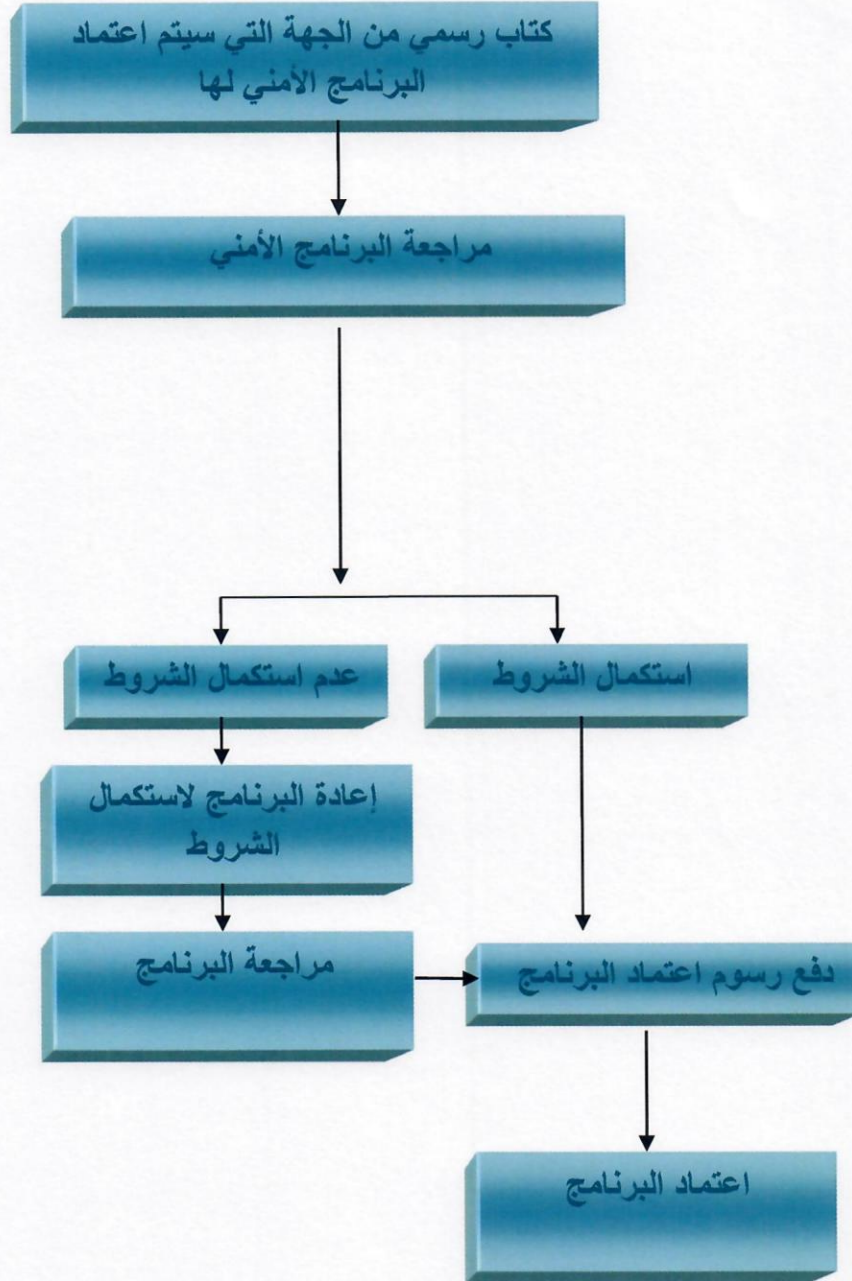 كتاب رسمي من الجهة التي سيتم اعتماد
البرنامج الأمني لها
مراجعة البرنامج الأمني
استكمال الشروط
عدم استكمال الشروط
إعادة البرنامج لاستكمال
الشروط
مراجعة البرنامج
دفع رسوم اعتماد البرنامج
اعتماد البرنامج